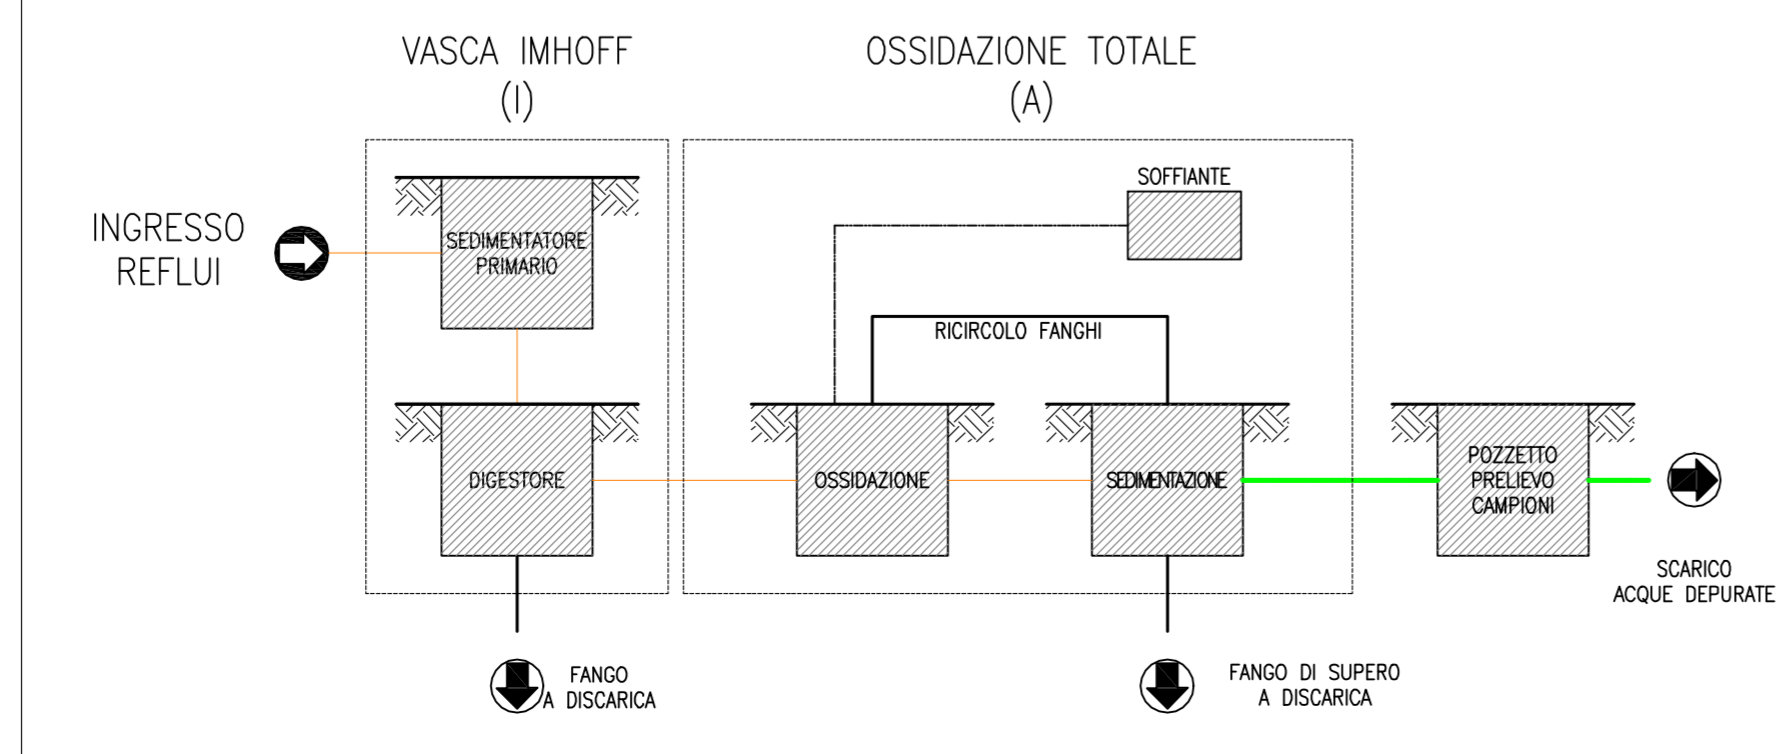 VASCA IMHOFF
(I)
OSSIDAZIONE TOTALE
(A)
SOFFIANTE
INGRESSO
REFLUI
SEDIMENTATORE
PRIMARIO
RICIRCOLO FANGHI
DIGESTORE
OSSIDAZIONE
SEDIMENTAZIONE
POZZETTO
PRELIEVO
CAMPIONI
SCARICO
ACQUE DEPURATE
FANGO
A DISCARICA
FANGO DI SUPERO
A DISCARICA